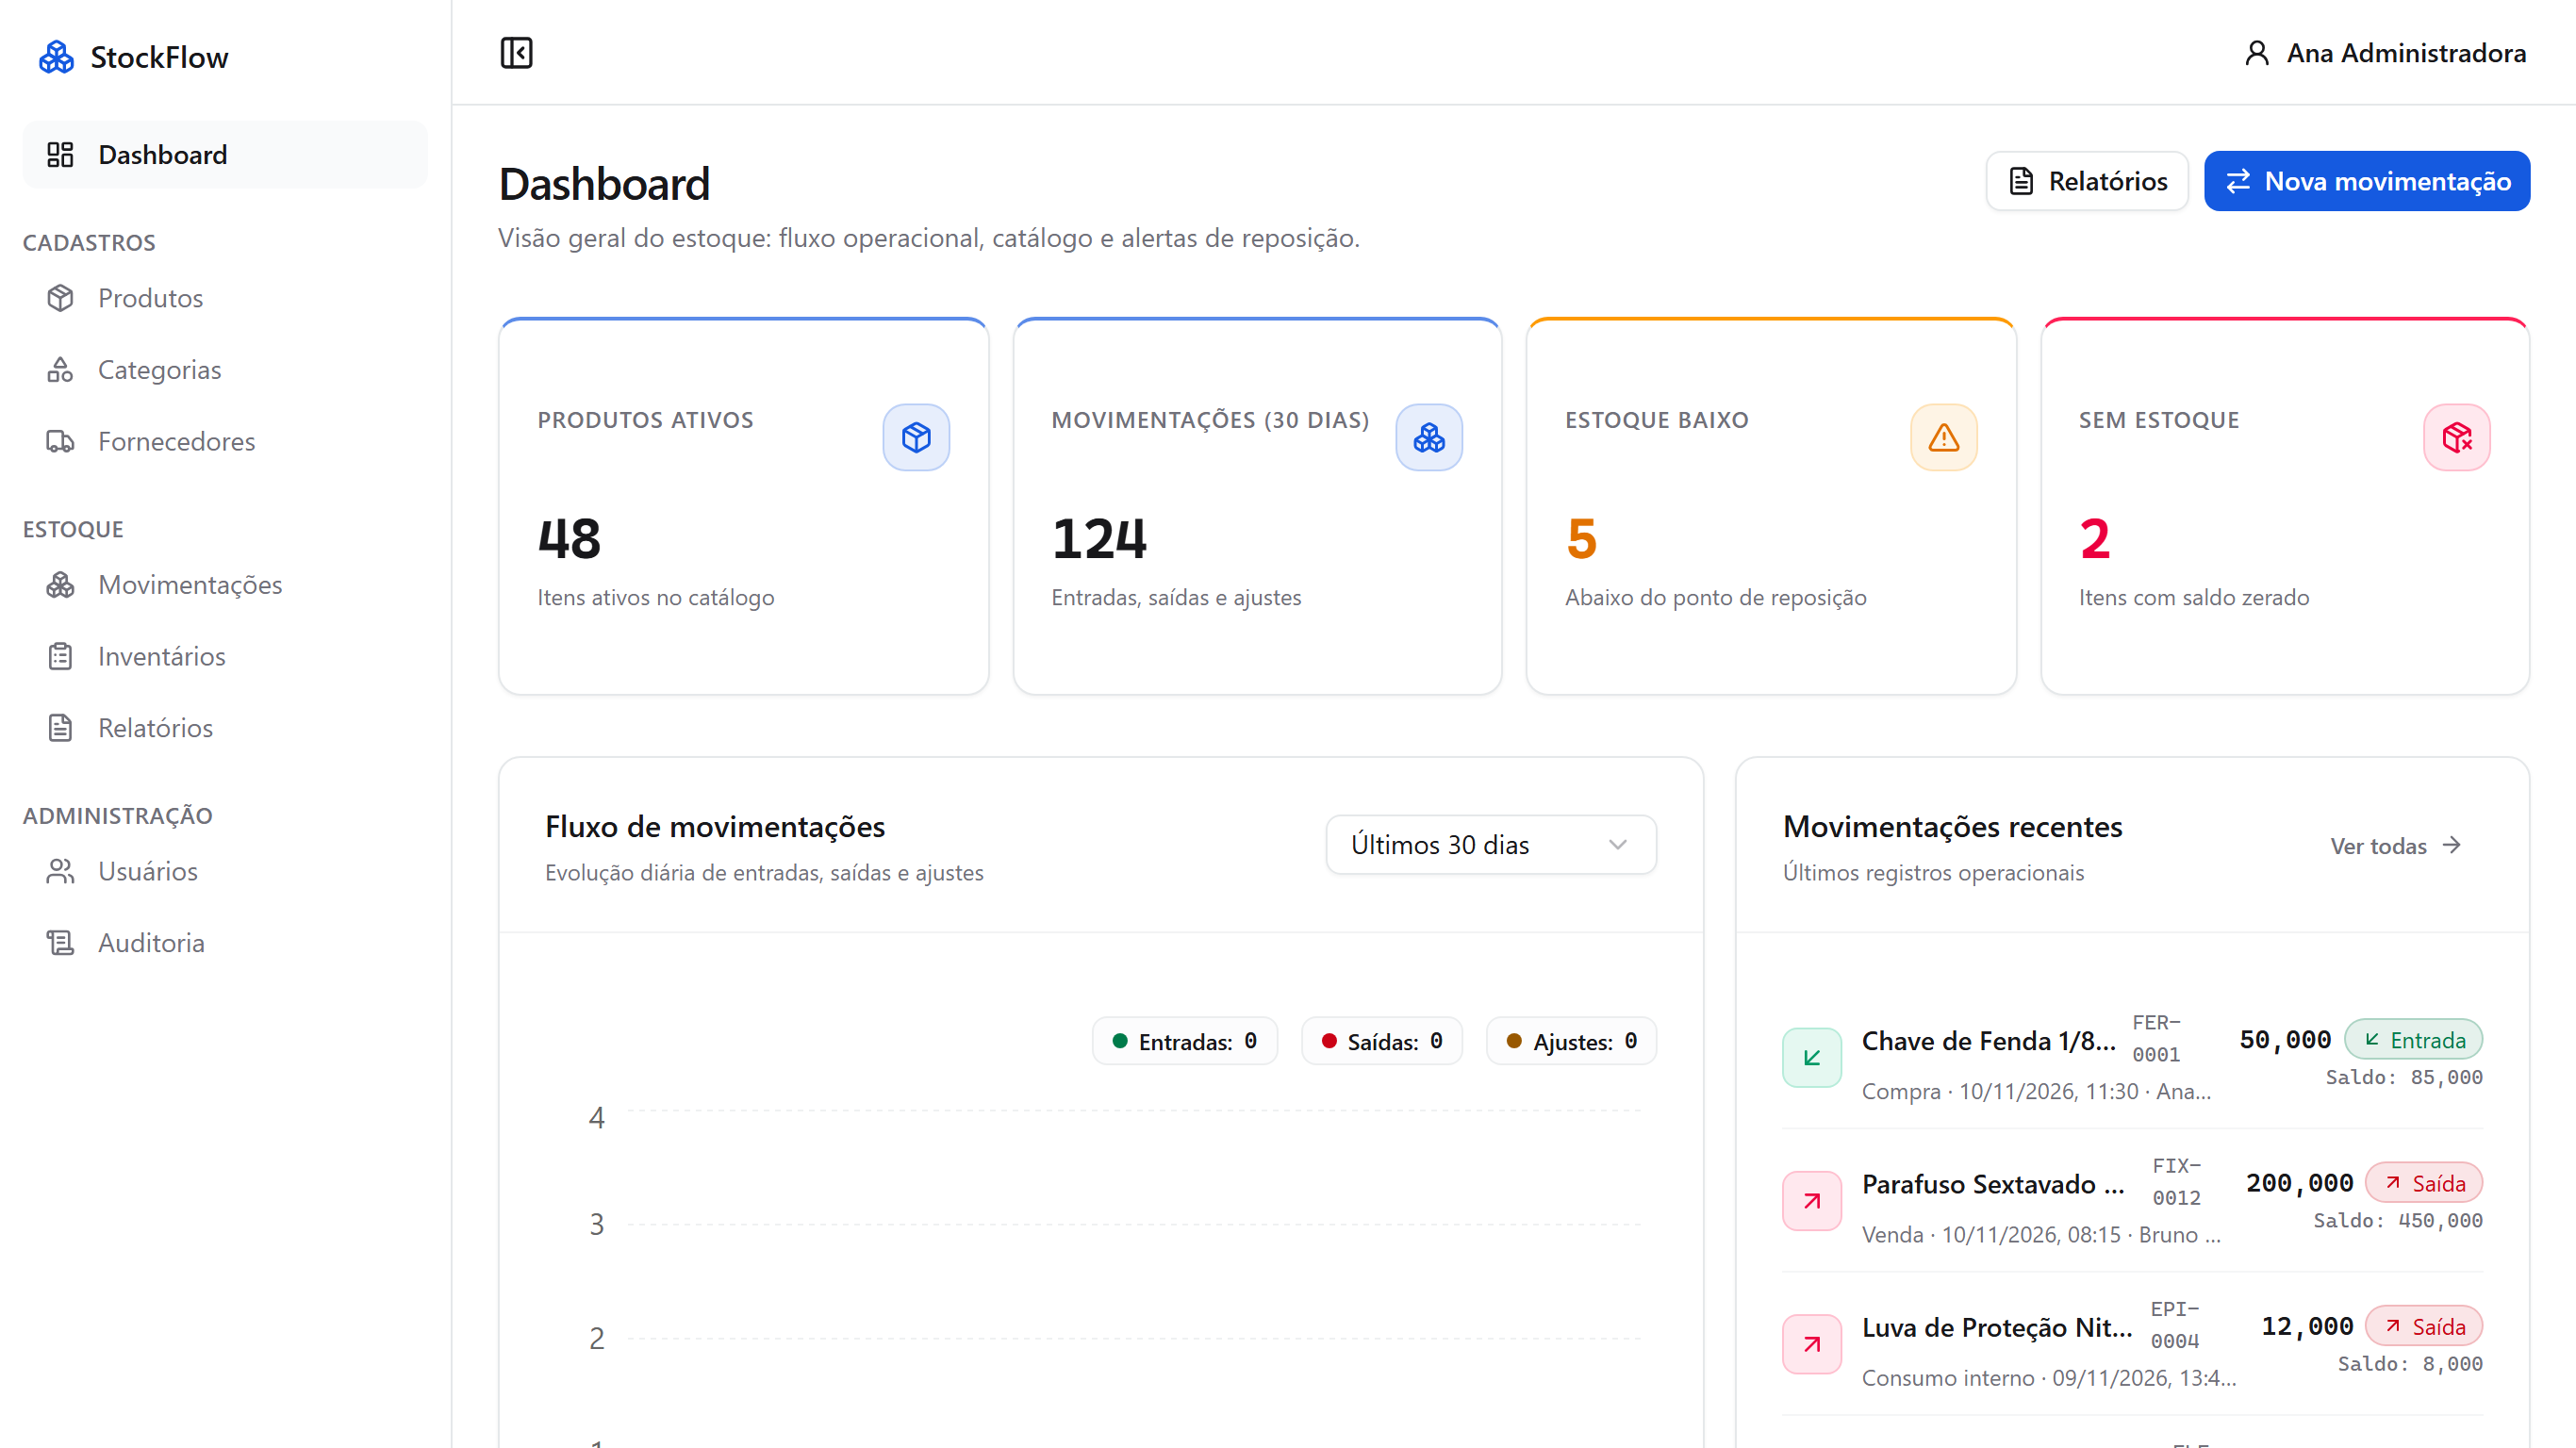 StockFlow
Ana Administradora
Dashboard
CADASTROS
Produtos
Categorias
Fornecedores
ESTOQUE
Movimentações
Inventários
Relatórios
ADMINISTRAÇÃO
Usuários
Auditoria
Dashboard
Visão geral do estoque: fluxo operacional, catálogo e alertas de reposição.
Relatórios
Nova movimentação
PRODUTOS ATIVOS
48
Itens ativos no catálogo
MOVIMENTAÇÕES (30 DIAS)
124
Entradas, saídas e ajustes
ESTOQUE BAIXO
5
Abaixo do ponto de reposição
SEM ESTOQUE
2
Itens com saldo zerado
Fluxo de movimentações
Evolução diária de entradas, saídas e ajustes
Últimos 30 dias
Entradas: 0
Saídas: 0
Ajustes: 0
4
3
2
Movimentações recentes
Últimos registros operacionais
Ver todas
Chave de Fenda 1/8...
FER-
0001
50,000
Entrada
Saldo: 85,000
Compra · 10/11/2026, 11:30 · Ana...
Parafuso Sextavado ...
FIX-
0012
200,000
Saída
Saldo: 450,000
Venda · 10/11/2026, 08:15 · Bruno ...
Luva de Proteção Nit...
EPI-
0004
12,000
Saída
Saldo: 8,000
Consumo interno · 09/11/2026, 13:4...